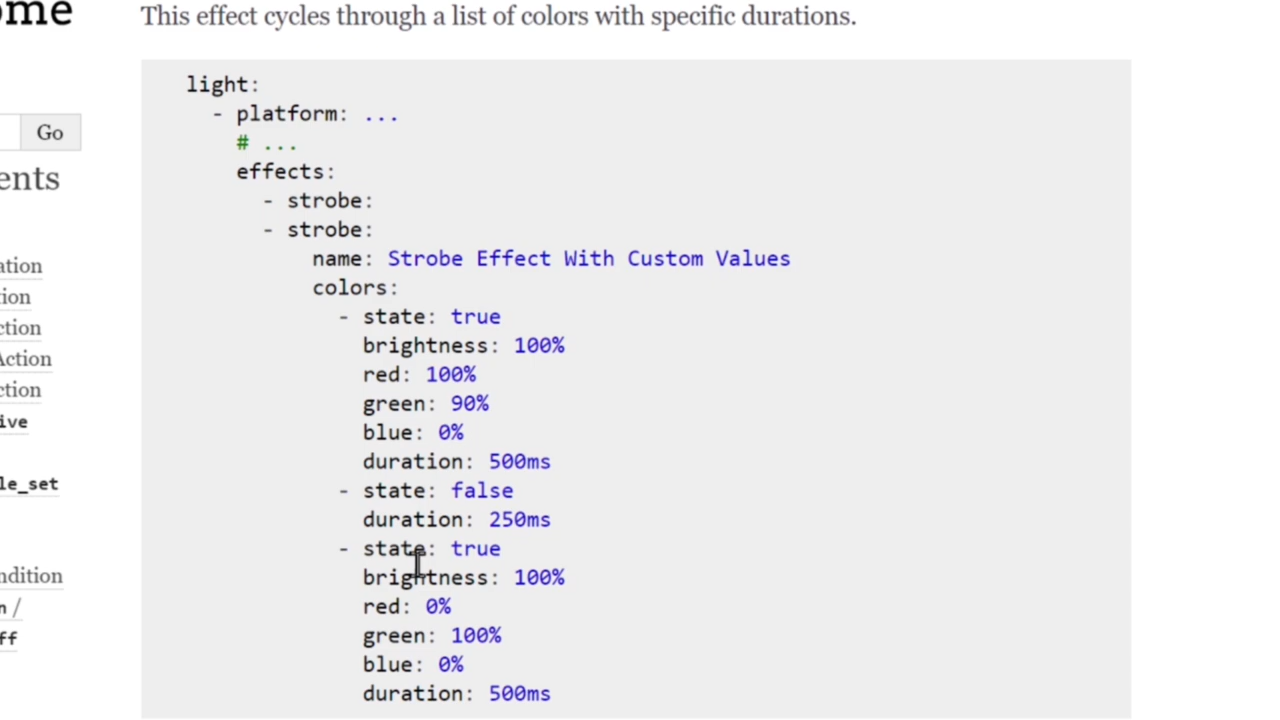 ome
This effect cycles through a list of colors with specific durations.
Go
ents
ation
tion
ction
Action
ction
ive
le_set
ndition
n /
ff
light:
- platform: ...
# ...
effects:
- strobe:
- strobe:
name: Strobe Effect With Custom Values
colors:
- state: true
brightness: 100%
red: 100%
green: 90%
blue: 0%
duration: 500ms
- state: false
duration: 250ms
- state: true
brightness: 100%
red: 0%
green: 100%
blue: 0%
duration: 500ms